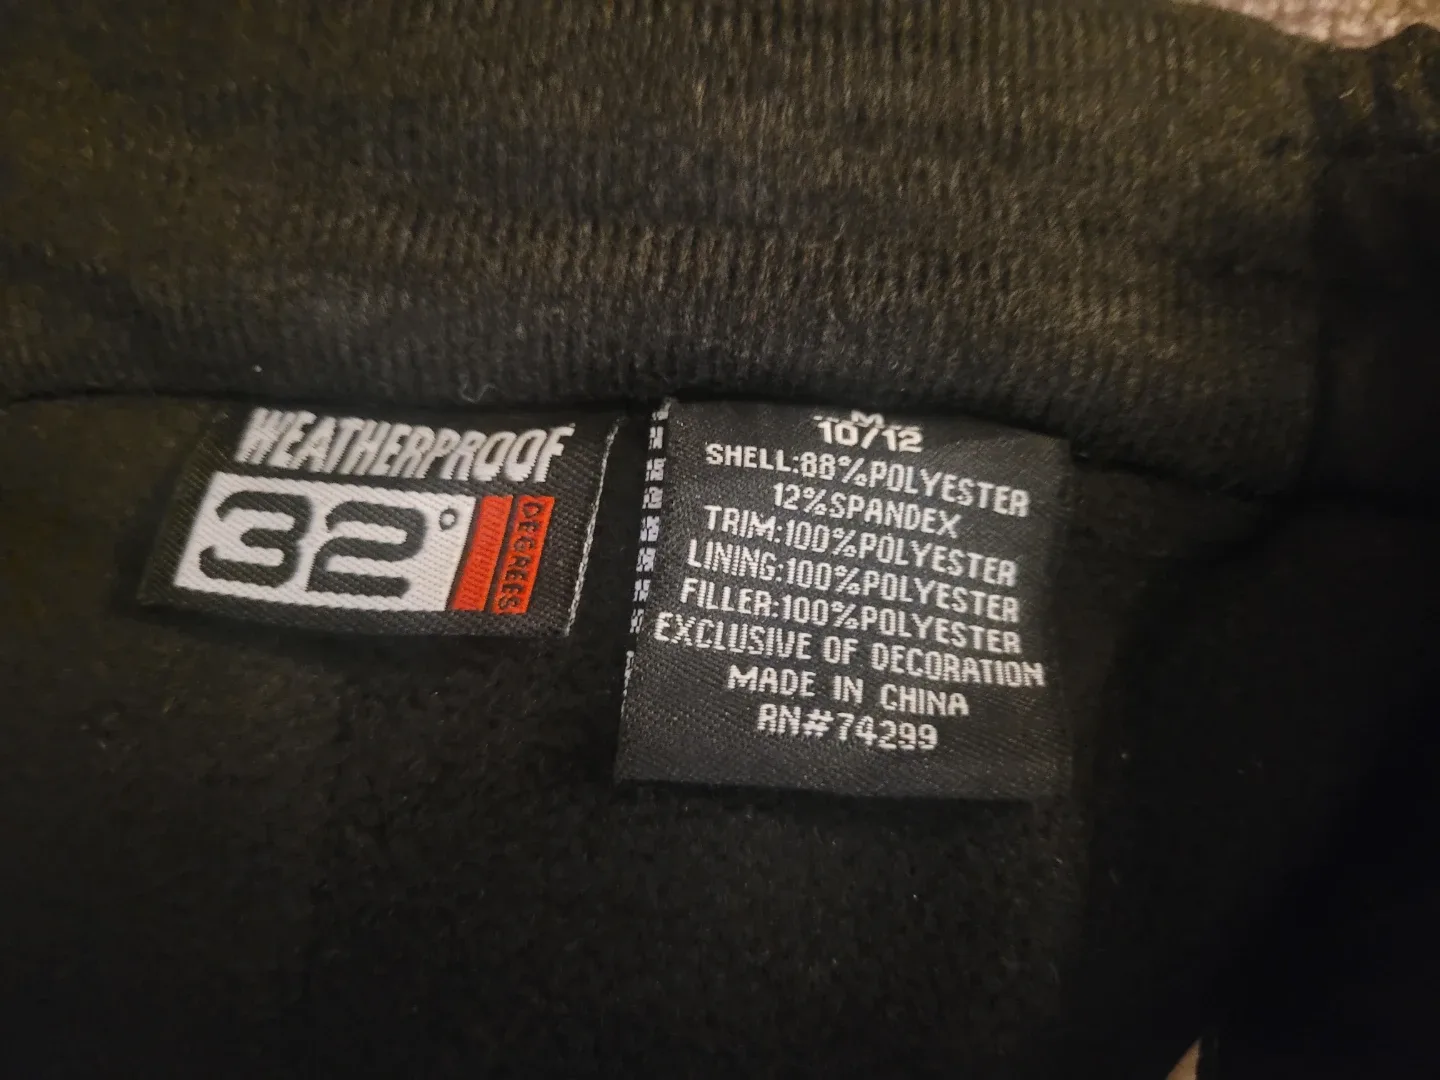 WEATHERPROOF
32°
DEGREES
M
10/12
SHELL:88%POLYESTER
12%SPANDEX
TRIM:100%POLYESTER
LINING:100%POLYESTER
FILLER:100%POLYESTER
EXCLUSIVE OF DECORATION
MADE IN CHINA
RN#74299